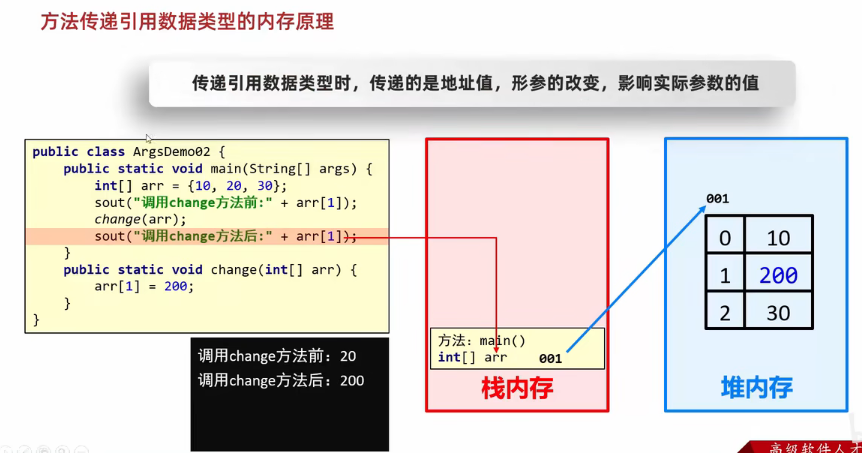 方法传递引用数据类型的内存原理
传递引用数据类型时，传递的是地址值，形参的改变，影响实际参数的值
public class ArgsDemo02 {
public static void main(String[] args) {
int[] arr = {10, 20, 30};
sout("调用change方法前:" + arr[1]);
change(arr);
sout("调用change方法后:" + arr[1]);
}
public static void change(int[] arr) {
arr[1] = 200;
}
}
调用change方法前：20
调用change方法后：200
方法：main()
int[] arr 001
栈内存
001
0 10
1 200
2 30
堆内存
高级软件人才